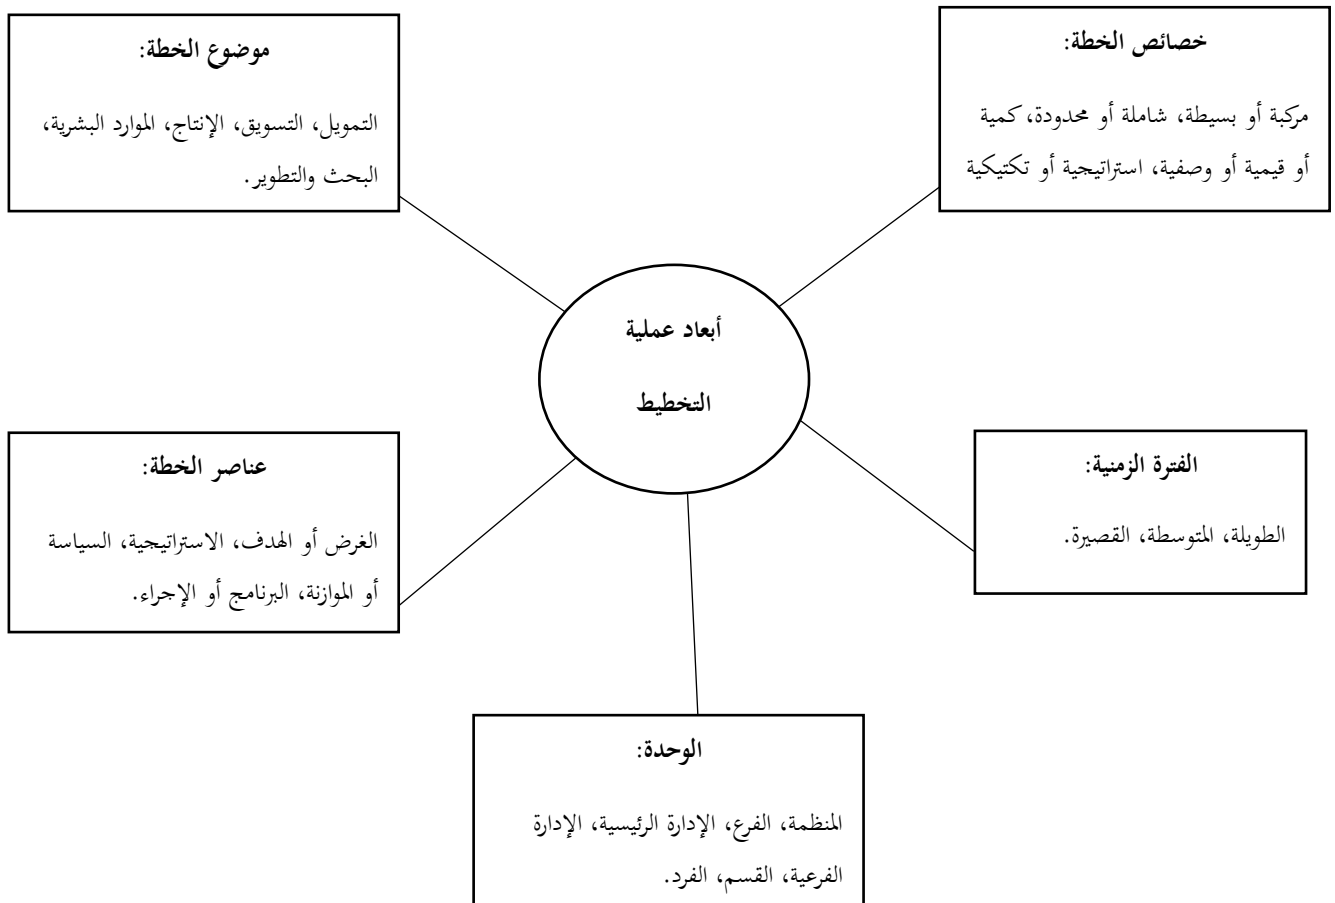 خصائص الخطة:
مركبة أو بسيطة، شاملة أو محدودة، كمية
أو قيمية أو وصفية، استراتيجية أو تكتيكية
موضوع الخطة:
التمويل، التسويق، الإنتاج، الموارد البشرية،
البحث والتطوير.
أبعاد عملية
التخطيط
الفترة الزمنية:
الطويلة، المتوسطة، القصيرة.
عناصر الخطة:
الغرض أو الهدف، الاستراتيجية، السياسة
أو الموازنة، البرنامج أو الإجراء.
الوحدة:
المنظمة، الفرع، الإدارة الرئيسية، الإدارة
الفرعية، القسم، الفرد.